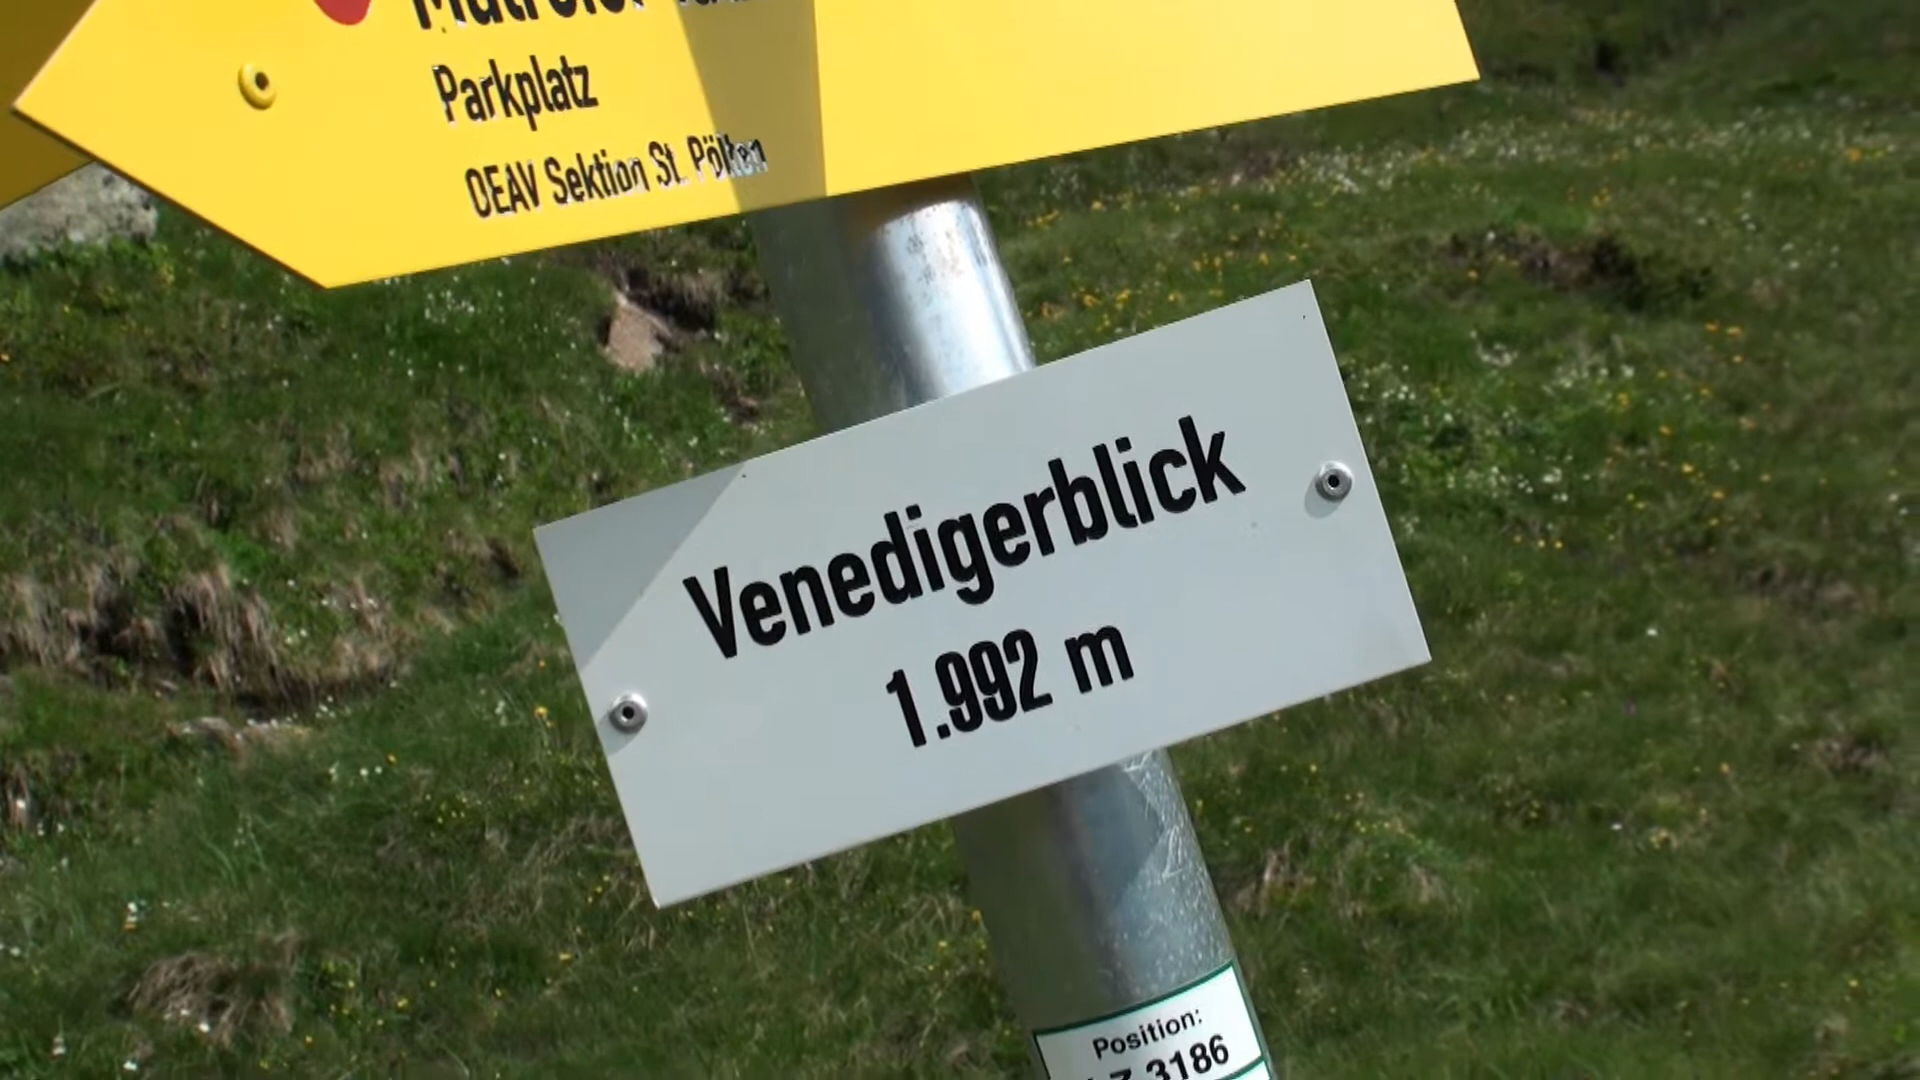 Parkplatz
OEAV Sektion St. Pölten
Venedigerblick
1.992 m
Position:
3186